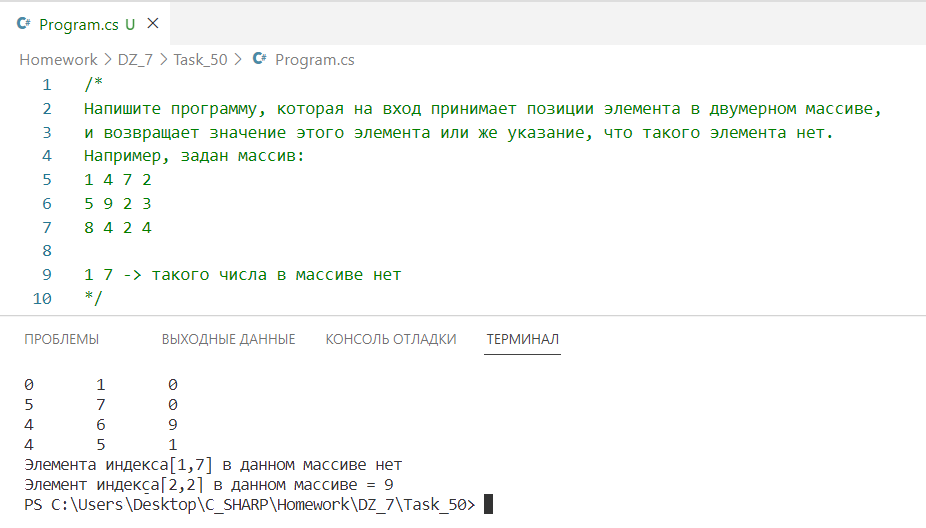 C# Program.cs U ×
Homework > DZ_7 > Task_50 > C# Program.cs
1 /*
2 Напишите программу, которая на вход принимает позиции элемента в двумерном массиве,
3 и возвращает значение этого элемента или же указание, что такого элемента нет.
4 Например, задан массив:
5 1 4 7 2
6 5 9 2 3
7 8 4 2 4
8
9 1 7 -> такого числа в массиве нет
10 */
ПРОБЛЕМЫ ВЫХОДНЫЕ ДАННЫЕ КОНСОЛЬ ОТЛАДКИ ТЕРМИНАЛ
0 1 0
5 7 0
4 6 9
4 5 1
Элемента индекса[1,7] в данном массиве нет
Элемент индекса[2,2] в данном массиве = 9
PS C:\Users\Desktop\C_SHARP\Homework\DZ_7\Task_50>